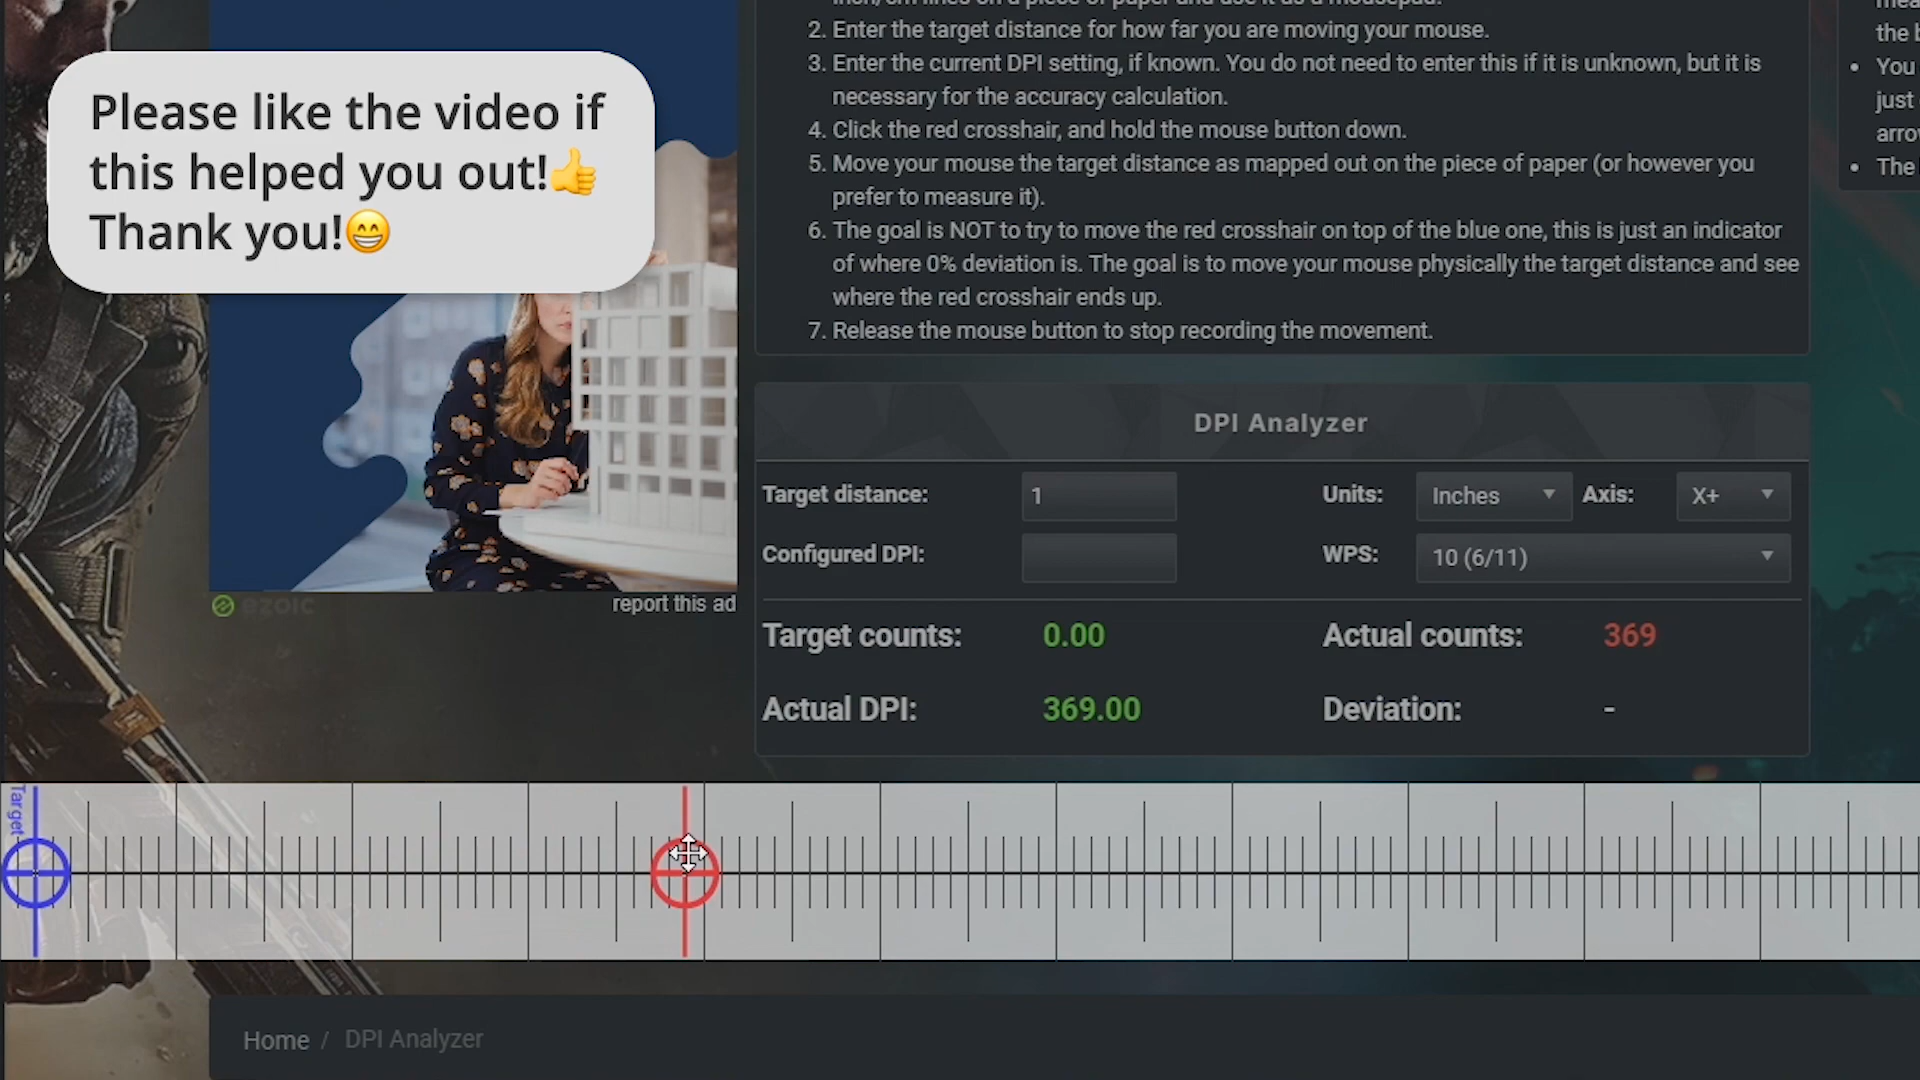 Please like the video if
this helped you out!👍
Thank you!😁
2. Enter the target distance for how far you are moving your mouse.
3. Enter the current DPI setting, if known. You do not need to enter this if it is unknown, but it is
necessary for the accuracy calculation.
4. Click the red crosshair, and hold the mouse button down.
5. Move your mouse the target distance as mapped out on the piece of paper (or however you
prefer to measure it).
6. The goal is NOT to try to move the red crosshair on top of the blue one, this is just an indicator
of where 0% deviation is. The goal is to move your mouse physically the target distance and see
where the red crosshair ends up.
7. Release the mouse button to stop recording the movement.
the
• You
just
• The
ezoic
report this ad
DPI Analyzer
Target distance: 1 Units: Inches Axis: X+
Configured DPI: WPS: 10 (6/11)
Target counts: 0.00 Actual counts: 369
Actual DPI: 369.00 Deviation: -
Target
Home / DPI Analyzer